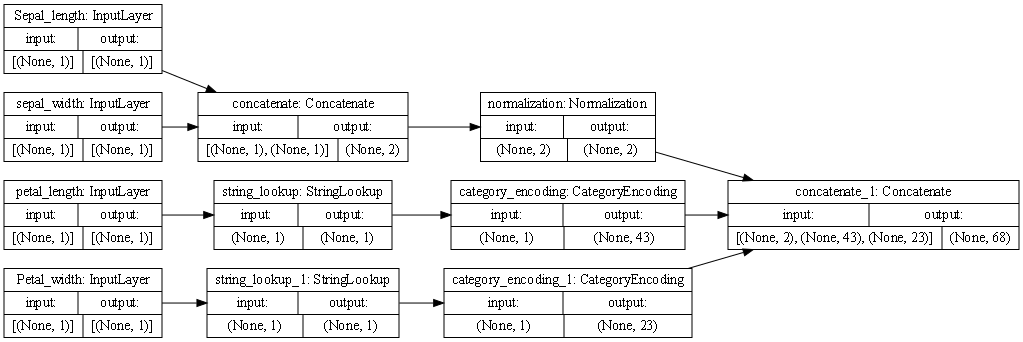 Sepal_length: InputLayer
input: output:
[(None, 1)] [(None, 1)]
sepal_width: InputLayer
input: output:
[(None, 1)] [(None, 1)]
concatenate: Concatenate
input: output:
[(None, 1), (None, 1)] (None, 2)
normalization: Normalization
input: output:
(None, 2) (None, 2)
petal_length: InputLayer
input: output:
[(None, 1)] [(None, 1)]
string_lookup: StringLookup
input: output:
(None, 1) (None, 1)
category_encoding: CategoryEncoding
input: output:
(None, 1) (None, 43)
concatenate_1: Concatenate
input: output:
[(None, 2), (None, 43), (None, 23)] (None, 68)
Petal_width: InputLayer
input: output:
[(None, 1)] [(None, 1)]
string_lookup_1: StringLookup
input: output:
(None, 1) (None, 1)
category_encoding_1: CategoryEncoding
input: output:
(None, 1) (None, 23)